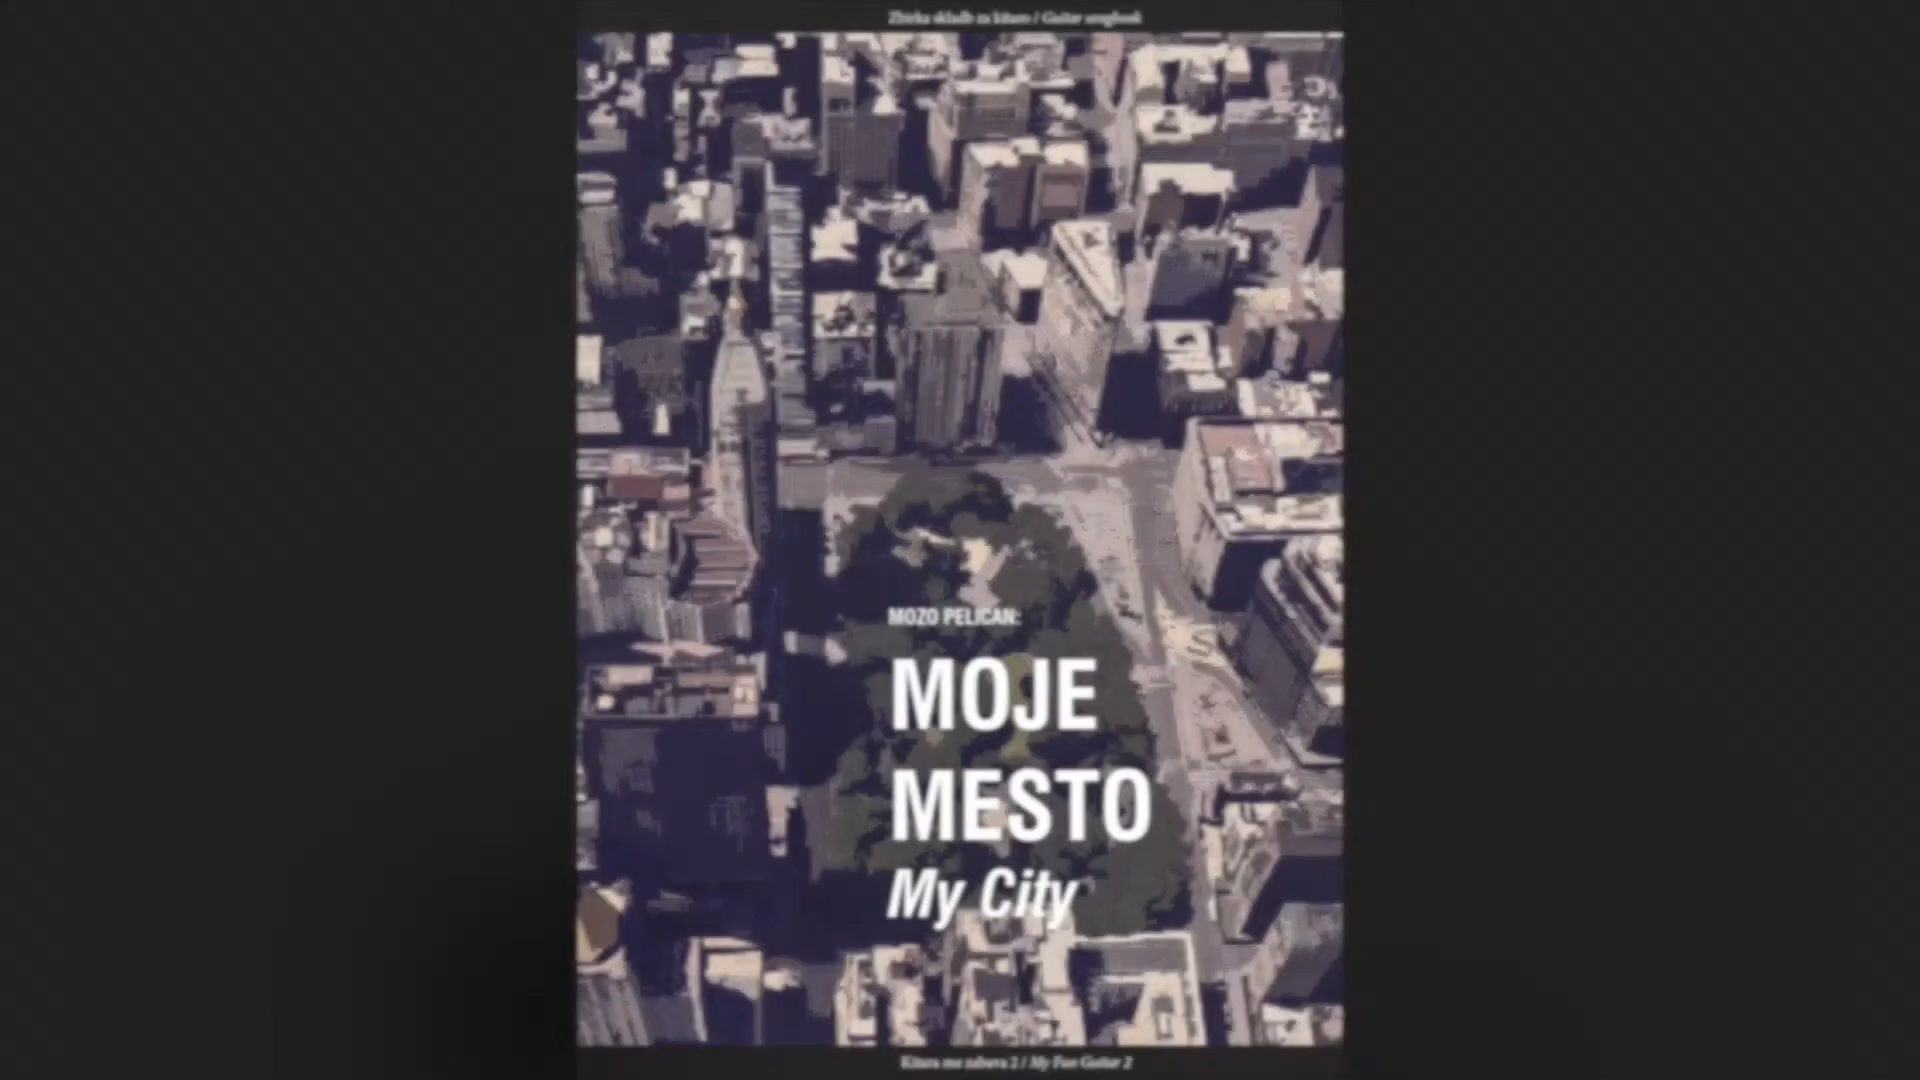 Zbirka skladb za kitaro / Guitar songbook
MOZO PELICAN:
MOJE
MESTO
My City
Kitara me zabava 2 / My Fun Guitar 2